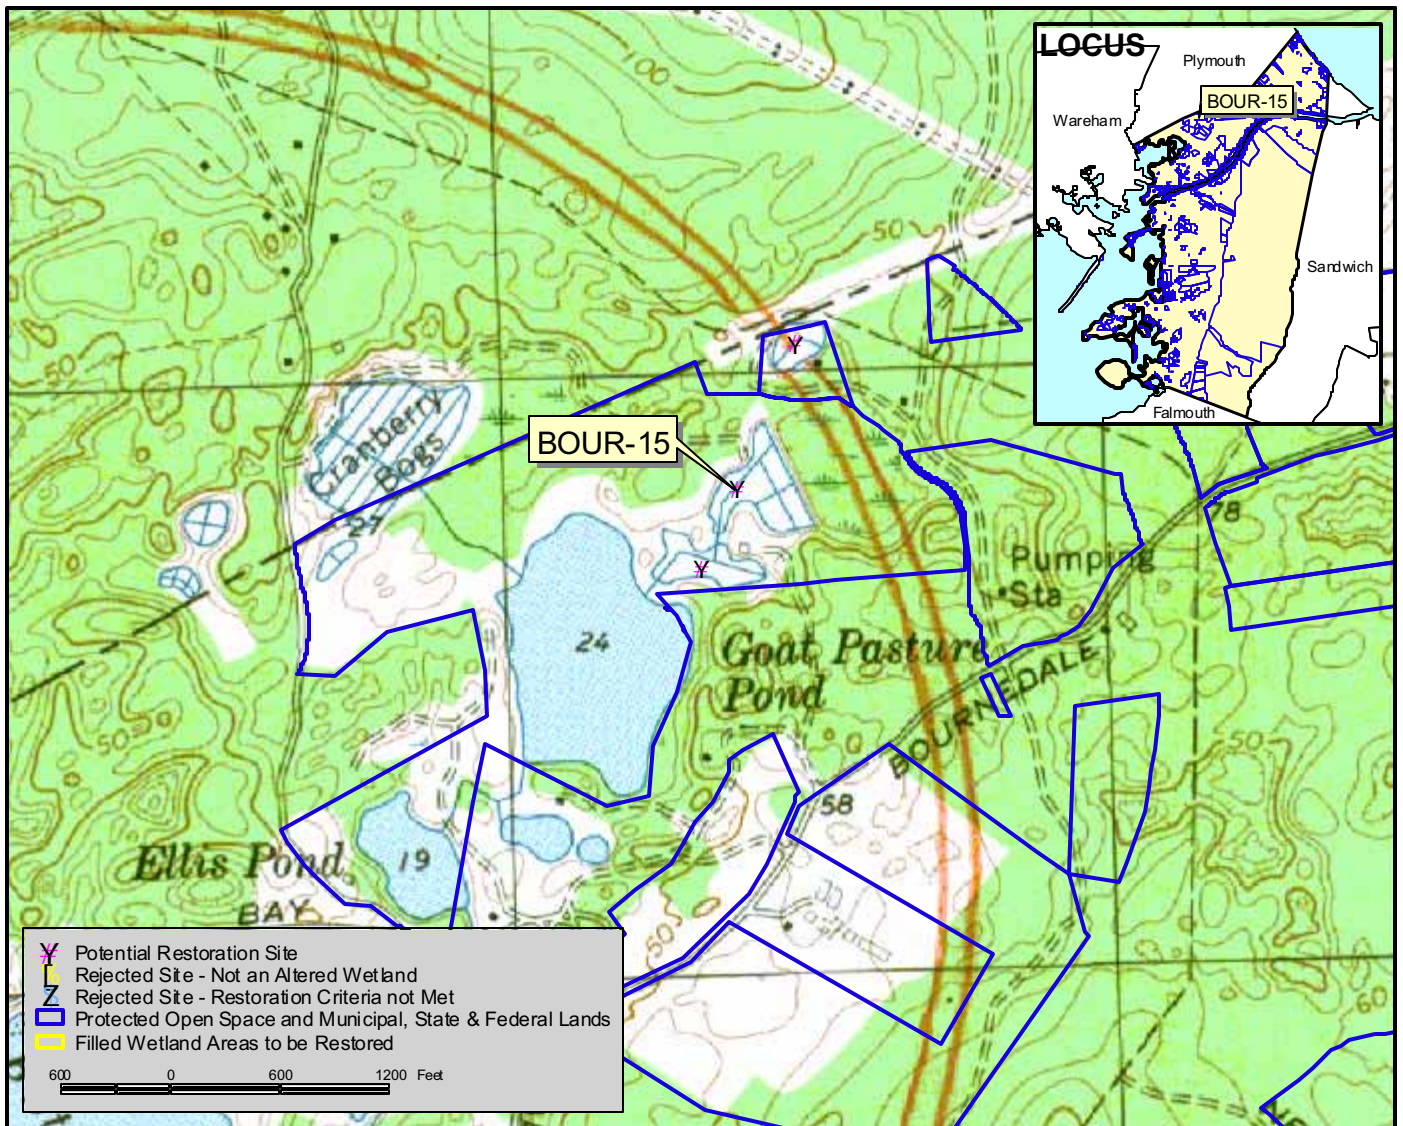 LOCUS
Plymouth
BOUR-15
Wareham
Sandwich
Falmouth
100
50
Cranberry
Bogs
BOUR-15
Y
Y
Y
27
78
Pumping
Sta
24
Goat Pasture
Pond
BOURNEDALE
50
50
58
Ellis Pond
19
BAY
50
60
Y Potential Restoration Site
Rejected Site - Not an Altered Wetland
Z Rejected Site - Restoration Criteria not Met
Protected Open Space and Municipal, State & Federal Lands
Filled Wetland Areas to be Restored
600 0 600 1200 Feet